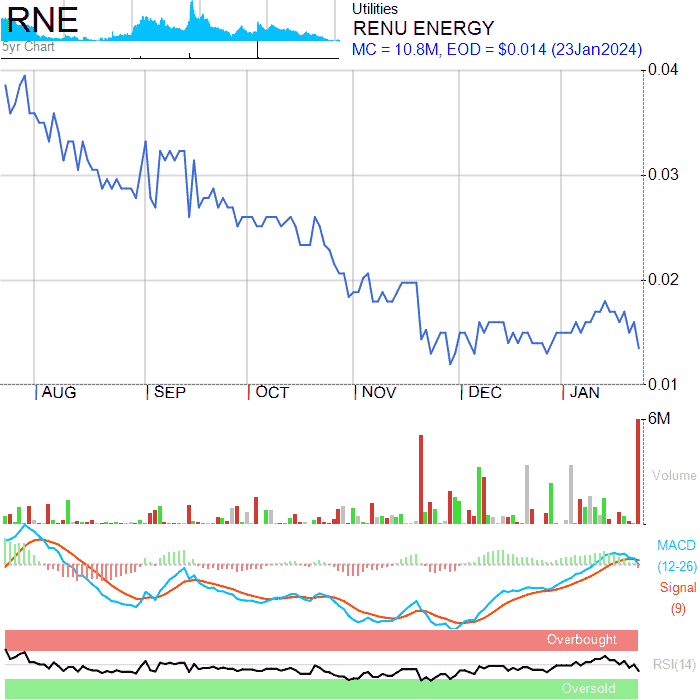 RNE
5yr Chart
Utilities
RENU ENERGY
MC = 10.8M, EOD = $0.014 (23Jan2024)
0.04
0.03
0.02
0.01
AUG SEP OCT NOV DEC JAN
6M
Volume
MACD
(12-26)
Signal
(9)
Overbought
RSI(14)
Oversold